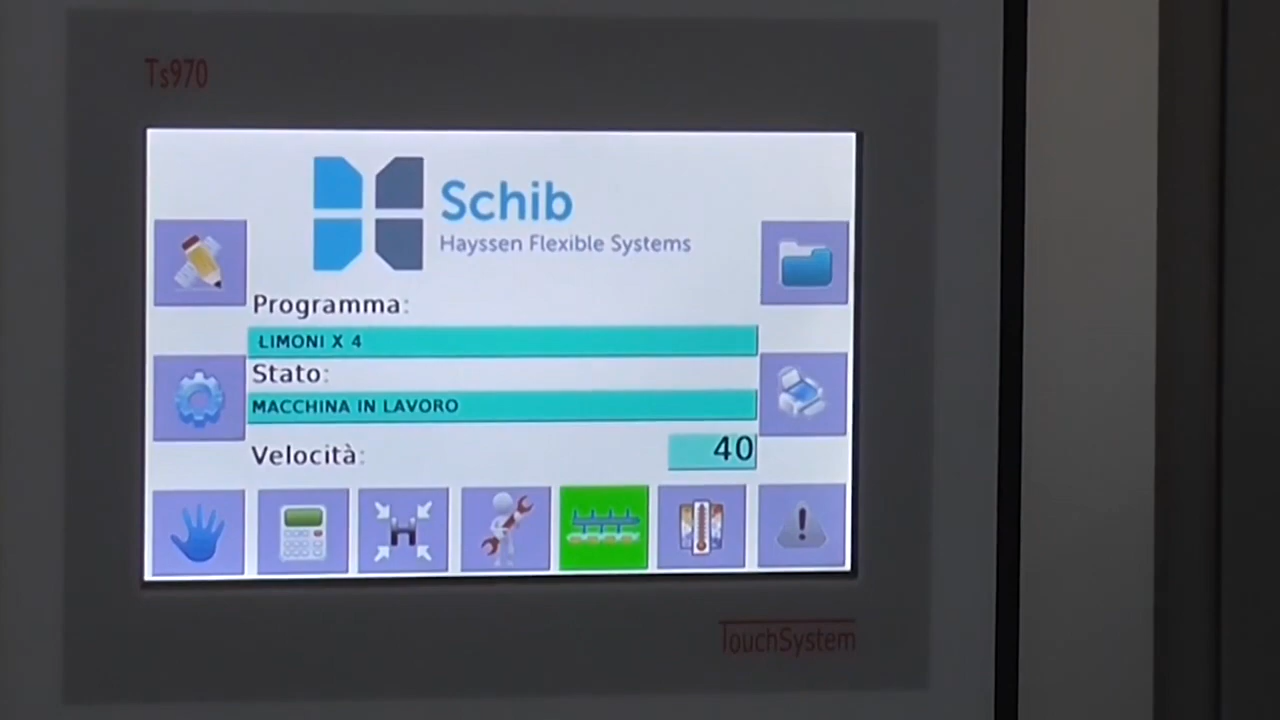 Ts970
Schib
Hayssen Flexible Systems
Programma:
LIMONI X 4
Stato:
MACCHINA IN LAVORO
Velocità:
40
TouchSystem